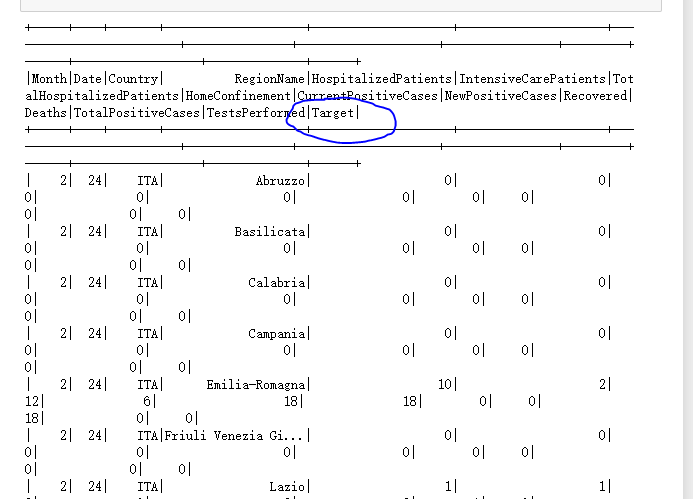 |Month|Date|Country| RegionName|HospitalizedPatients|IntensiveCarePatients|Tot
alHospitalizedPatients|HomeConfinement|CurrentPositiveCases|NewPositiveCases|Recovered|
Deaths|TotalPositiveCases|TestsPerformed|Target|
| 2| 24| ITA| Abruzzo| 0| 0|
0| 0| 0| 0| 0| 0|
0| 0| 0|
| 2| 24| ITA| Basilicata| 0| 0|
0| 0| 0| 0| 0| 0|
0| 0| 0|
| 2| 24| ITA| Calabria| 0| 0|
0| 0| 0| 0| 0| 0|
0| 0| 0|
| 2| 24| ITA| Campania| 0| 0|
0| 0| 0| 0| 0| 0|
0| 0| 0|
| 2| 24| ITA| Emilia-Romagna| 10| 2|
12| 6| 18| 18| 0| 0|
18| 0| 0|
| 2| 24| ITA|Friuli Venezia Gi...| 0| 0|
0| 0| 0| 0| 0| 0|
0| 0| 0|
| 2| 24| ITA| Lazio| 1| 1|